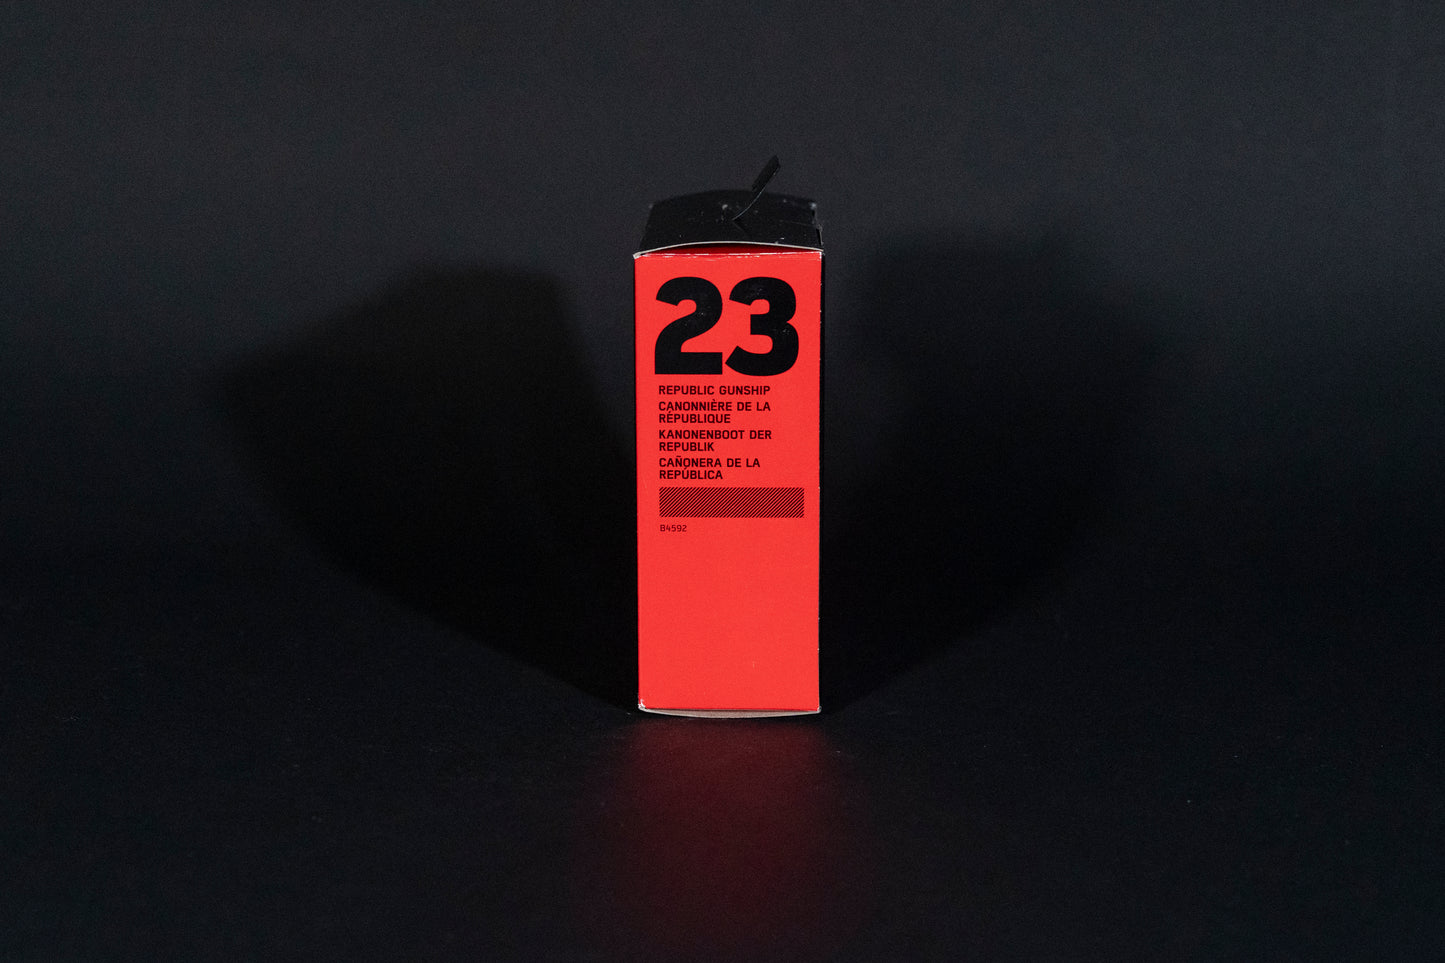 23
REPUBLIC GUNSHIP
CANONNIÈRE DE LA
RÉPUBLIQUE
KANONENBOOT DER
REPUBLIK
CAÑONERA DE LA
REPÚBLICA
B4592